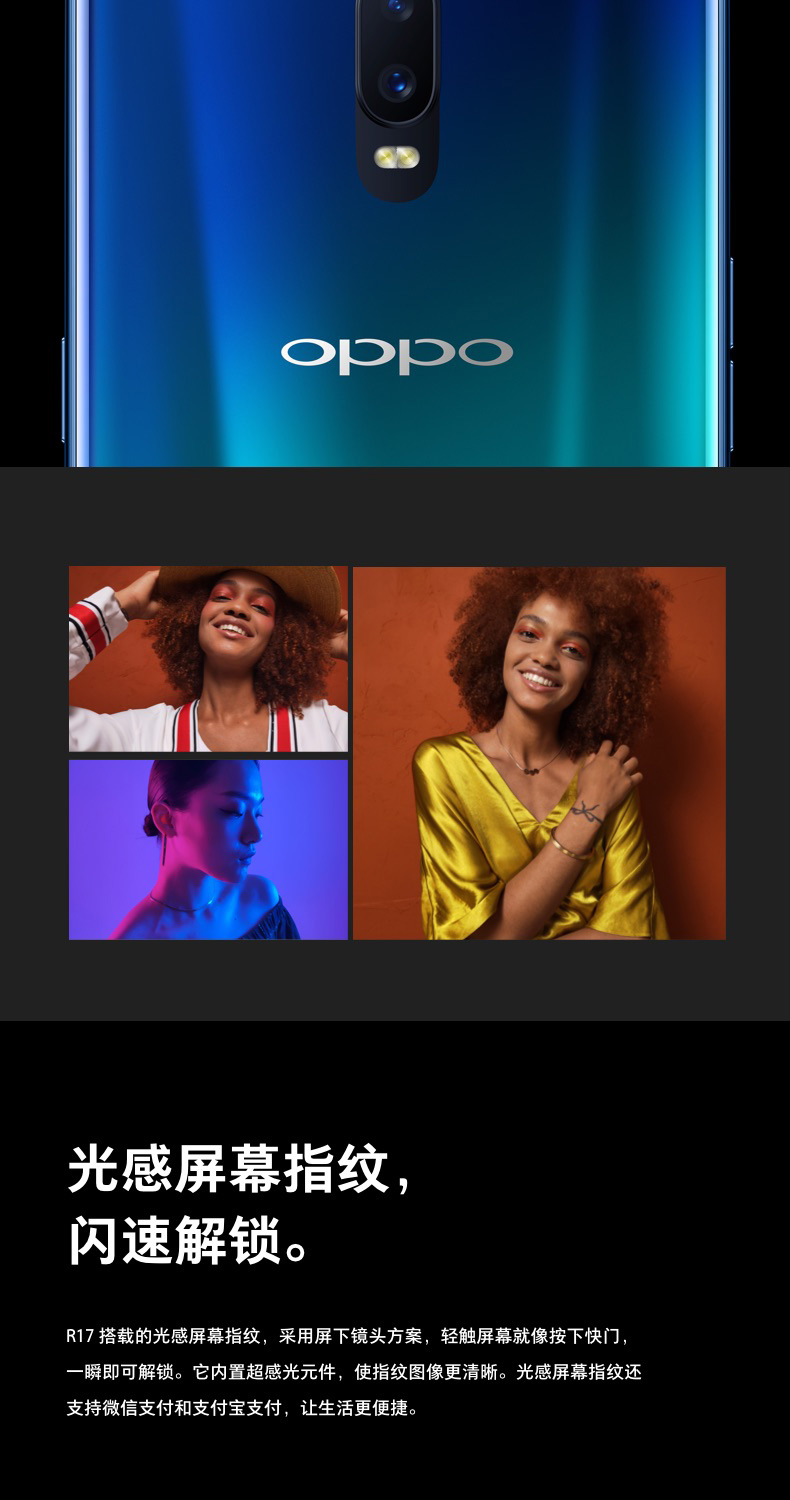 oppo
光感屏幕指纹，
闪速解锁。
R17 搭载的光感屏幕指纹，采用屏下镜头方案，轻触屏幕就像按下快门，
一瞬即可解锁。它内置超感光元件，使指纹图像更清晰。光感屏幕指纹还
支持微信支付和支付宝支付，让生活更便捷。